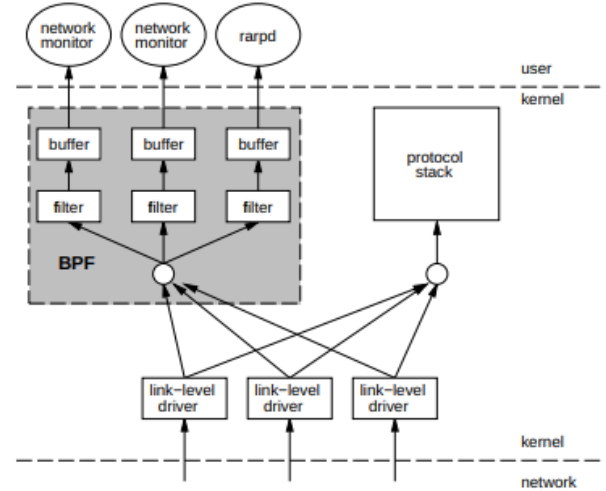 network
monitor
network
monitor
rarpd
user
kernel
buffer
buffer
buffer
protocol
stack
filter
filter
filter
BPF
link-level
driver
link-level
driver
link-level
driver
kernel
network